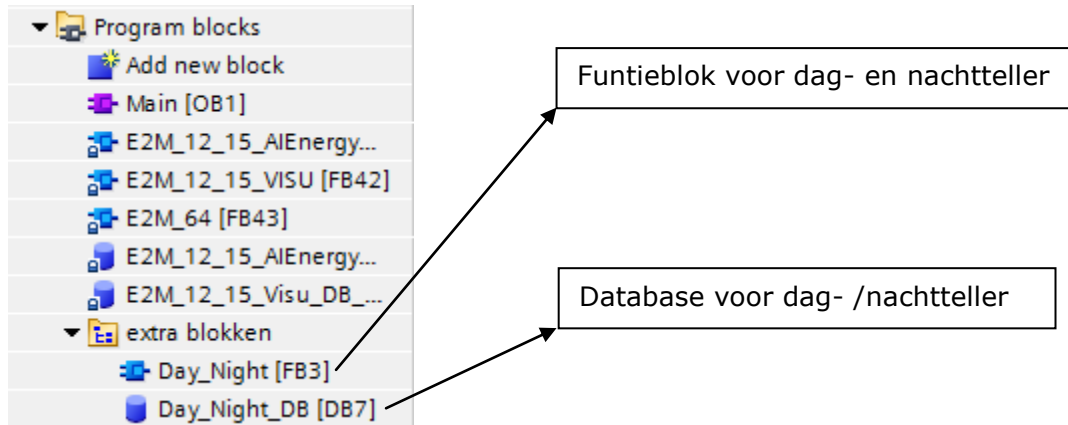 Program blocks
Add new block
Main [OB1]
E2M_12_15_AIEnergy...
E2M_12_15_VISU [FB42]
E2M_64 [FB43]
E2M_12_15_AIEnergy...
E2M_12_15_Visu_DB_...
extra blokken
Day_Night [FB3]
Day_Night_DB [DB7]
Funtieblok voor dag- en nachtteller
Database voor dag- /nachtteller